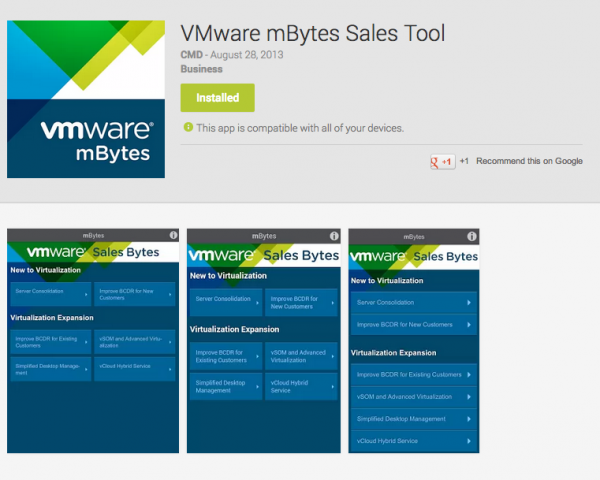 VMware mBytes Sales Tool
CMD - August 28, 2013
Business
Installed
This app is compatible with all of your devices.
g +1 +1 Recommend this on Google
vmware®
mBytes
mBytes
vmware Sales Bytes
New to Virtualization
Server Consolidation
Improve BCDR for New
Customers
Virtualization Expansion
Improve BCDR for Existing
Customers
vSOM and Advanced Virtu-
alization
Simplified Desktop Manage-
ment
vCloud Hybrid Service
mBytes
vmware Sales Bytes
New to Virtualization
Server Consolidation
Improve BCDR for
New Customers
Virtualization Expansion
Improve BCDR for
Existing Customers
vSOM and Advanced
Virtualization
Simplified Desktop
Management
vCloud Hybrid
Service
mBytes
vmware Sales Bytes
New to Virtualization
Server Consolidation
Improve BCDR for New Customers
Virtualization Expansion
Improve BCDR for Existing Customers
vSOM and Advanced Virtualization
Simplified Desktop Management
vCloud Hybrid Service